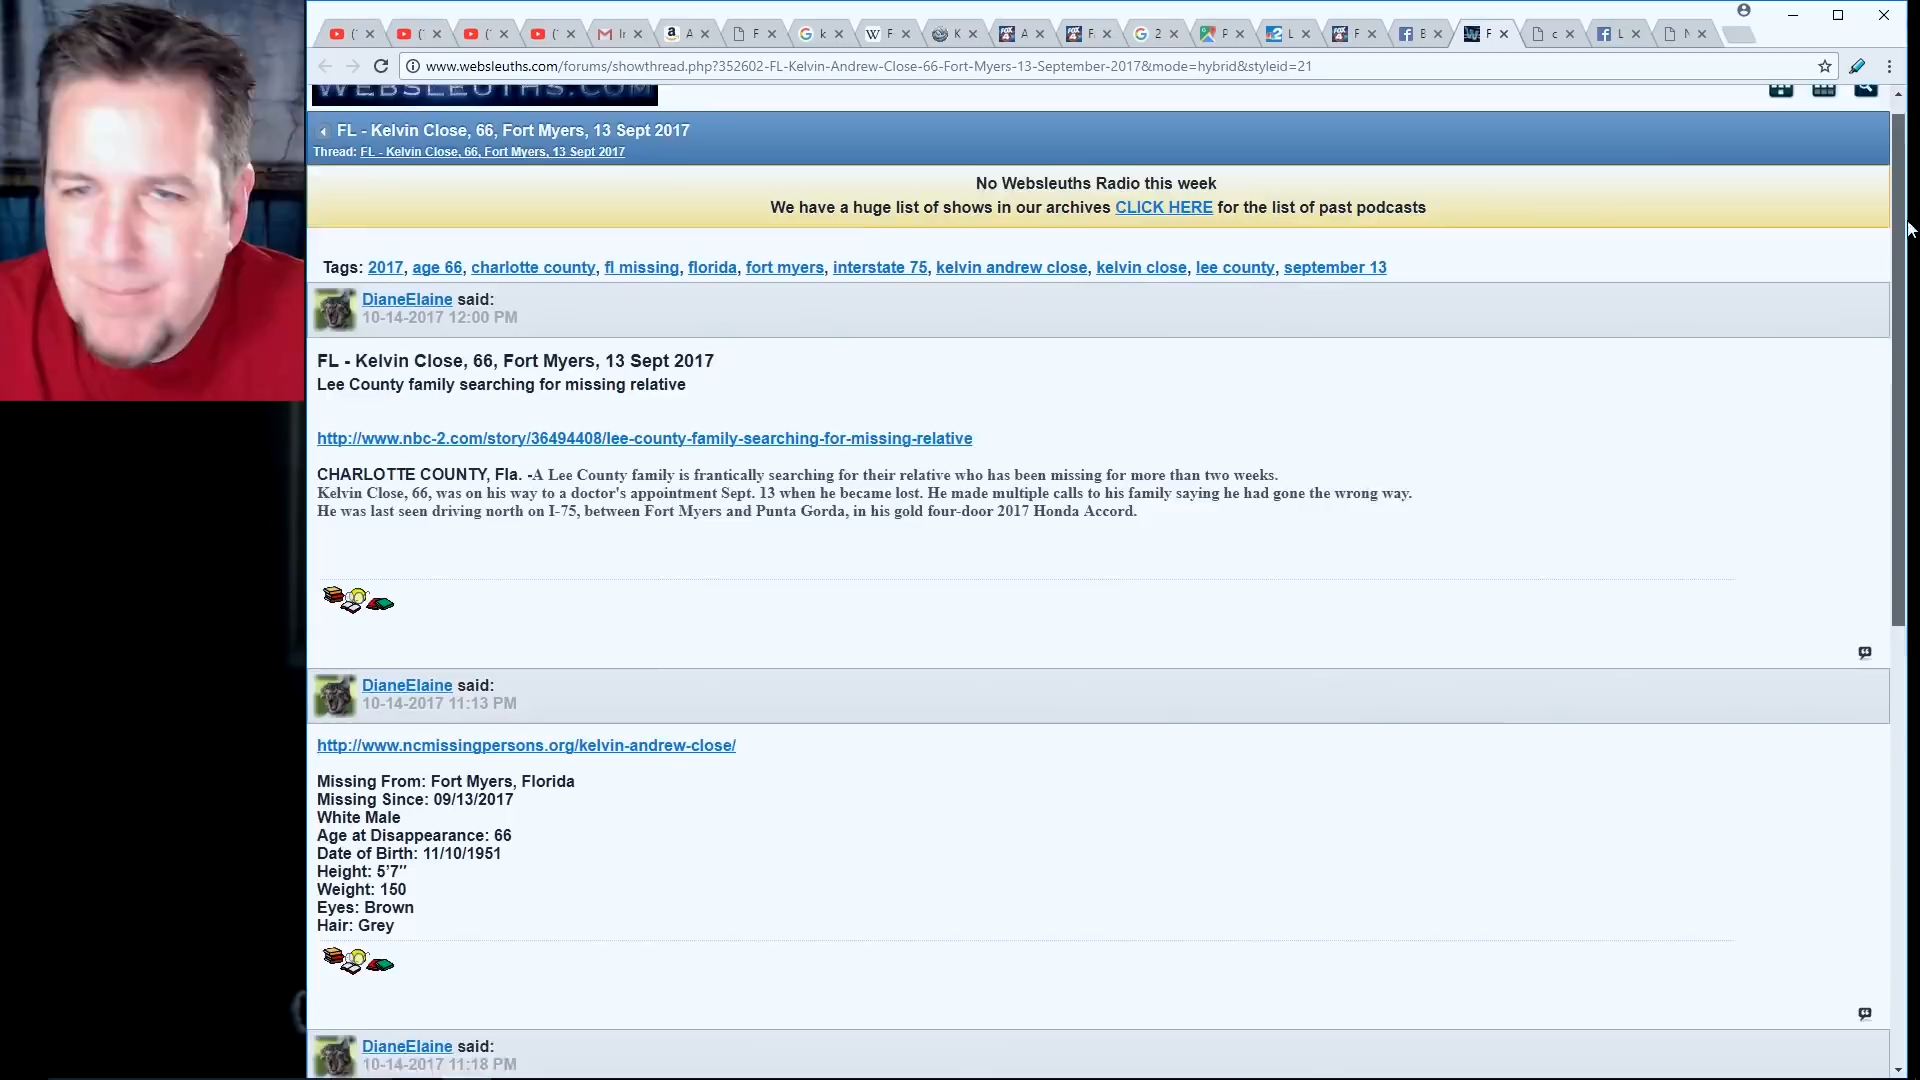 www.websleuths.com/forums/showthread.php?352602-FL-Kelvin-Andrew-Close-66-Fort-Myers-13-September-2017&mode=hybrid&styleid=21
WEBSLEUTHS.COM
FL - Kelvin Close, 66, Fort Myers, 13 Sept 2017
Thread: FL - Kelvin Close, 66, Fort Myers, 13 Sept 2017
No Websleuths Radio this week
We have a huge list of shows in our archives CLICK HERE for the list of past podcasts
Tags: 2017, age 66, charlotte county, fl missing, florida, fort myers, interstate 75, kelvin andrew close, kelvin close, lee county, september 13
DianeElaine said:
10-14-2017 12:00 PM
FL - Kelvin Close, 66, Fort Myers, 13 Sept 2017
Lee County family searching for missing relative
http://www.nbc-2.com/story/36494408/lee-county-family-searching-for-missing-relative
CHARLOTTE COUNTY, Fla. -A Lee County family is frantically searching for their relative who has been missing for more than two weeks.
Kelvin Close, 66, was on his way to a doctor's appointment Sept. 13 when he became lost. He made multiple calls to his family saying he had gone the wrong way.
He was last seen driving north on I-75, between Fort Myers and Punta Gorda, in his gold four-door 2017 Honda Accord.
DianeElaine said:
10-14-2017 11:13 PM
http://www.ncmissingpersons.org/kelvin-andrew-close/
Missing From: Fort Myers, Florida
Missing Since: 09/13/2017
White Male
Age at Disappearance: 66
Date of Birth: 11/10/1951
Height: 5’7″
Weight: 150
Eyes: Brown
Hair: Grey
DianeElaine said:
10-14-2017 11:18 PM